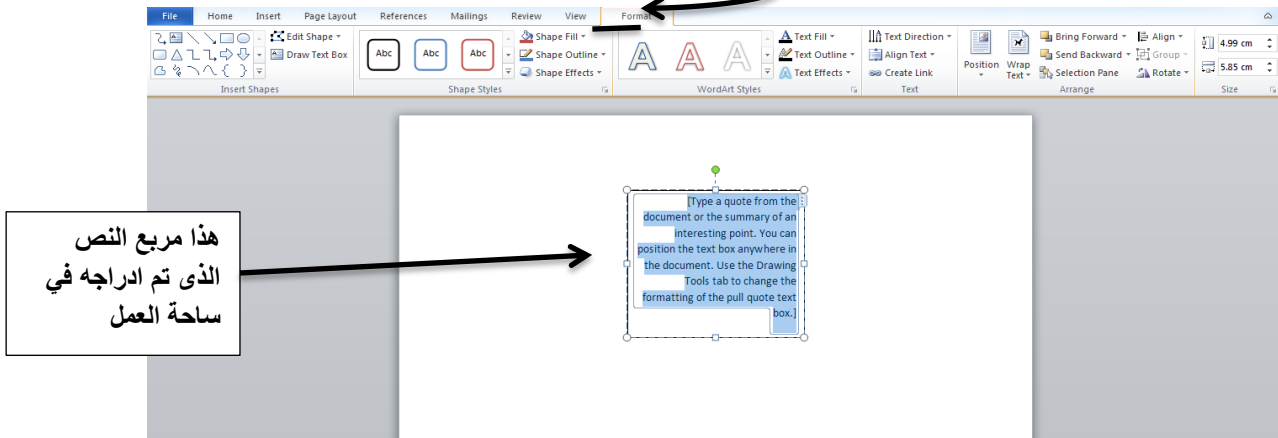 File Home Insert Page Layout References Mailings Review View Format
Edit Shape
Draw Text Box
Insert Shapes
Abc Abc Abc
Shape Fill
Shape Outline
Shape Effects
Shape Styles
A A A
Text Fill
Text Outline
Text Effects
WordArt Styles
Text Direction
Align Text
Create Link
Text
Position
Wrap
Text
Bring Forward
Send Backward
Selection Pane
Align
Group
Rotate
Arrange
4.99 cm
5.85 cm
Size
[Type a quote from the
document or the summary of an
interesting point. You can
position the text box anywhere in
the document. Use the Drawing
Tools tab to change the
formatting of the pull quote text
box.]
هذا مربع النص
الذى تم ادراجه في
ساحة العمل